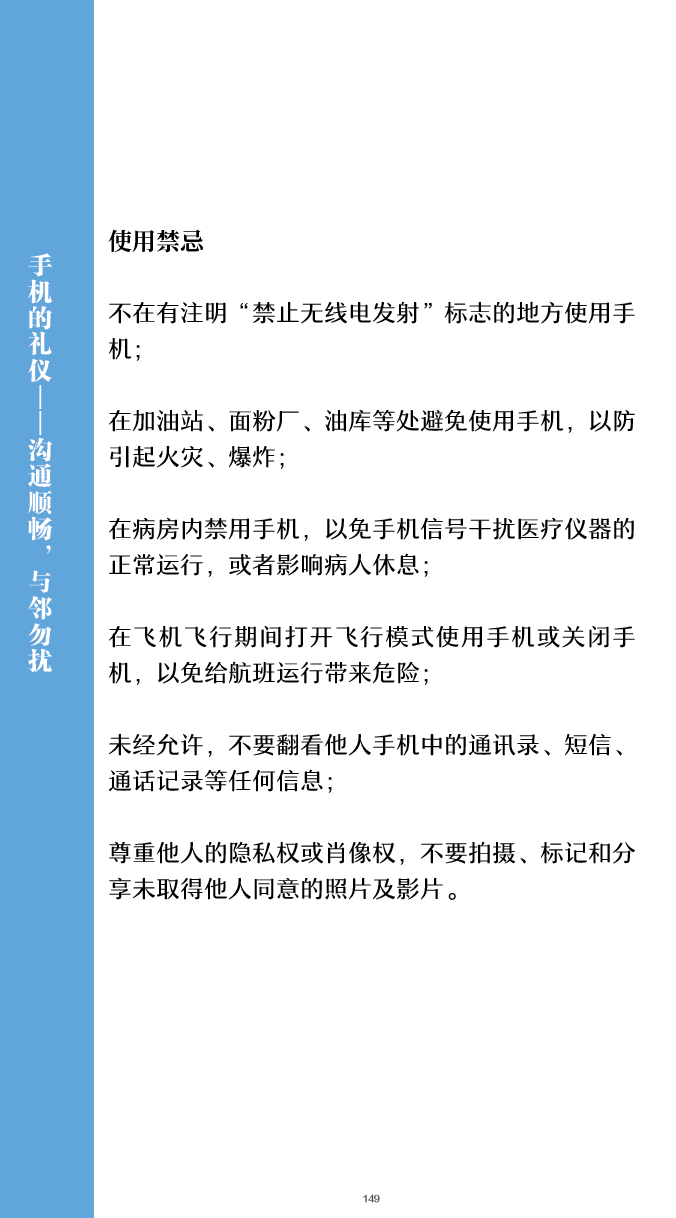 手机的礼仪——沟通顺畅，与邻勿扰
使用禁忌
不在有注明“禁止无线电发射”标志的地方使用手
机；
在加油站、面粉厂、油库等处避免使用手机，以防
引起火灾、爆炸；
在病房内禁用手机，以免手机信号干扰医疗仪器的
正常运行，或者影响病人休息；
在飞机飞行期间打开飞行模式使用手机或关闭手
机，以免给航班运行带来危险；
未经允许，不要翻看他人手机中的通讯录、短信、
通话记录等任何信息；
尊重他人的隐私权或肖像权，不要拍摄、标记和分
享未取得他人同意的照片及影片。
149